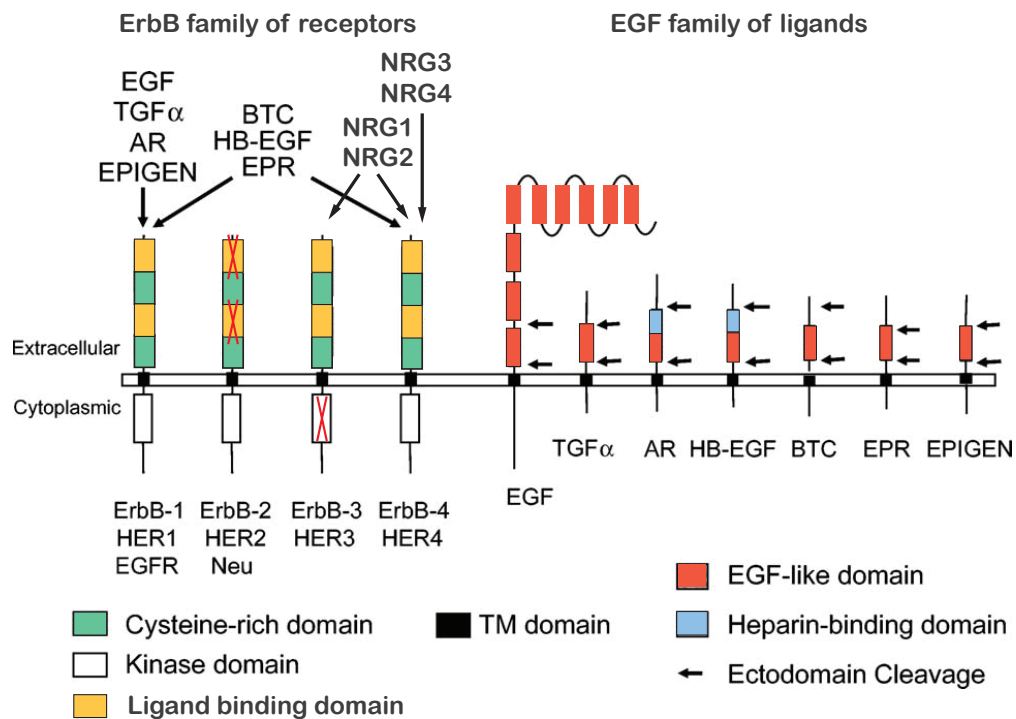 ErbB family of receptors
EGF family of ligands
EGF
TGFα
AR
EPIGEN
BTC
HB-EGF
EPR
NRG1
NRG2
NRG3
NRG4
Extracellular
Cytoplasmic
ErbB-1
HER1
EGFR
ErbB-2
HER2
Neu
ErbB-3
HER3
ErbB-4
HER4
EGF
TGFα
AR
HB-EGF
BTC
EPR
EPIGEN
Cysteine-rich domain
Kinase domain
Ligand binding domain
TM domain
EGF-like domain
Heparin-binding domain
Ectodomain Cleavage